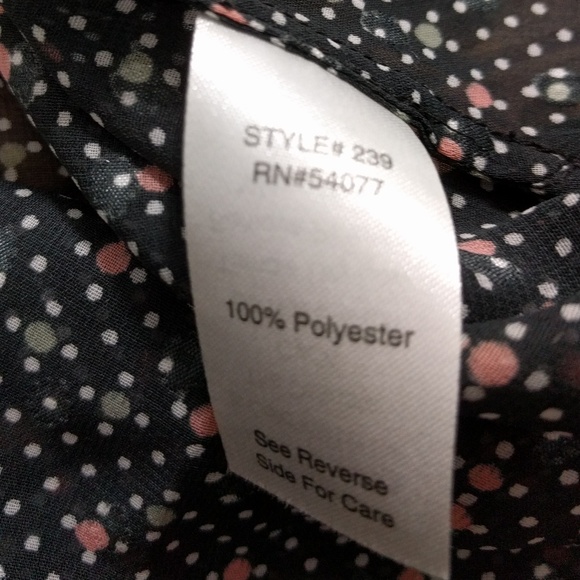 STYLE# 239
RN#54077
100% Polyester
See Reverse
Side For Care